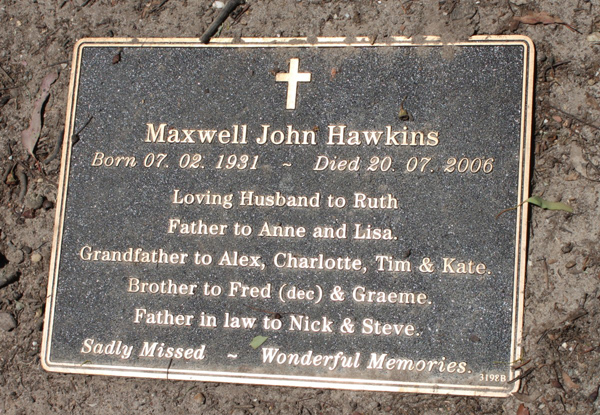 Maxwell John Hawkins
Born 07. 02. 1931 ~ Died 20. 07. 2006
Loving Husband to Ruth
Father to Anne and Lisa.
Grandfather to Alex, Charlotte, Tim & Kate.
Brother to Fred (dec) & Graeme.
Father in law to Nick & Steve.
Sadly Missed ~ Wonderful Memories.
3198B